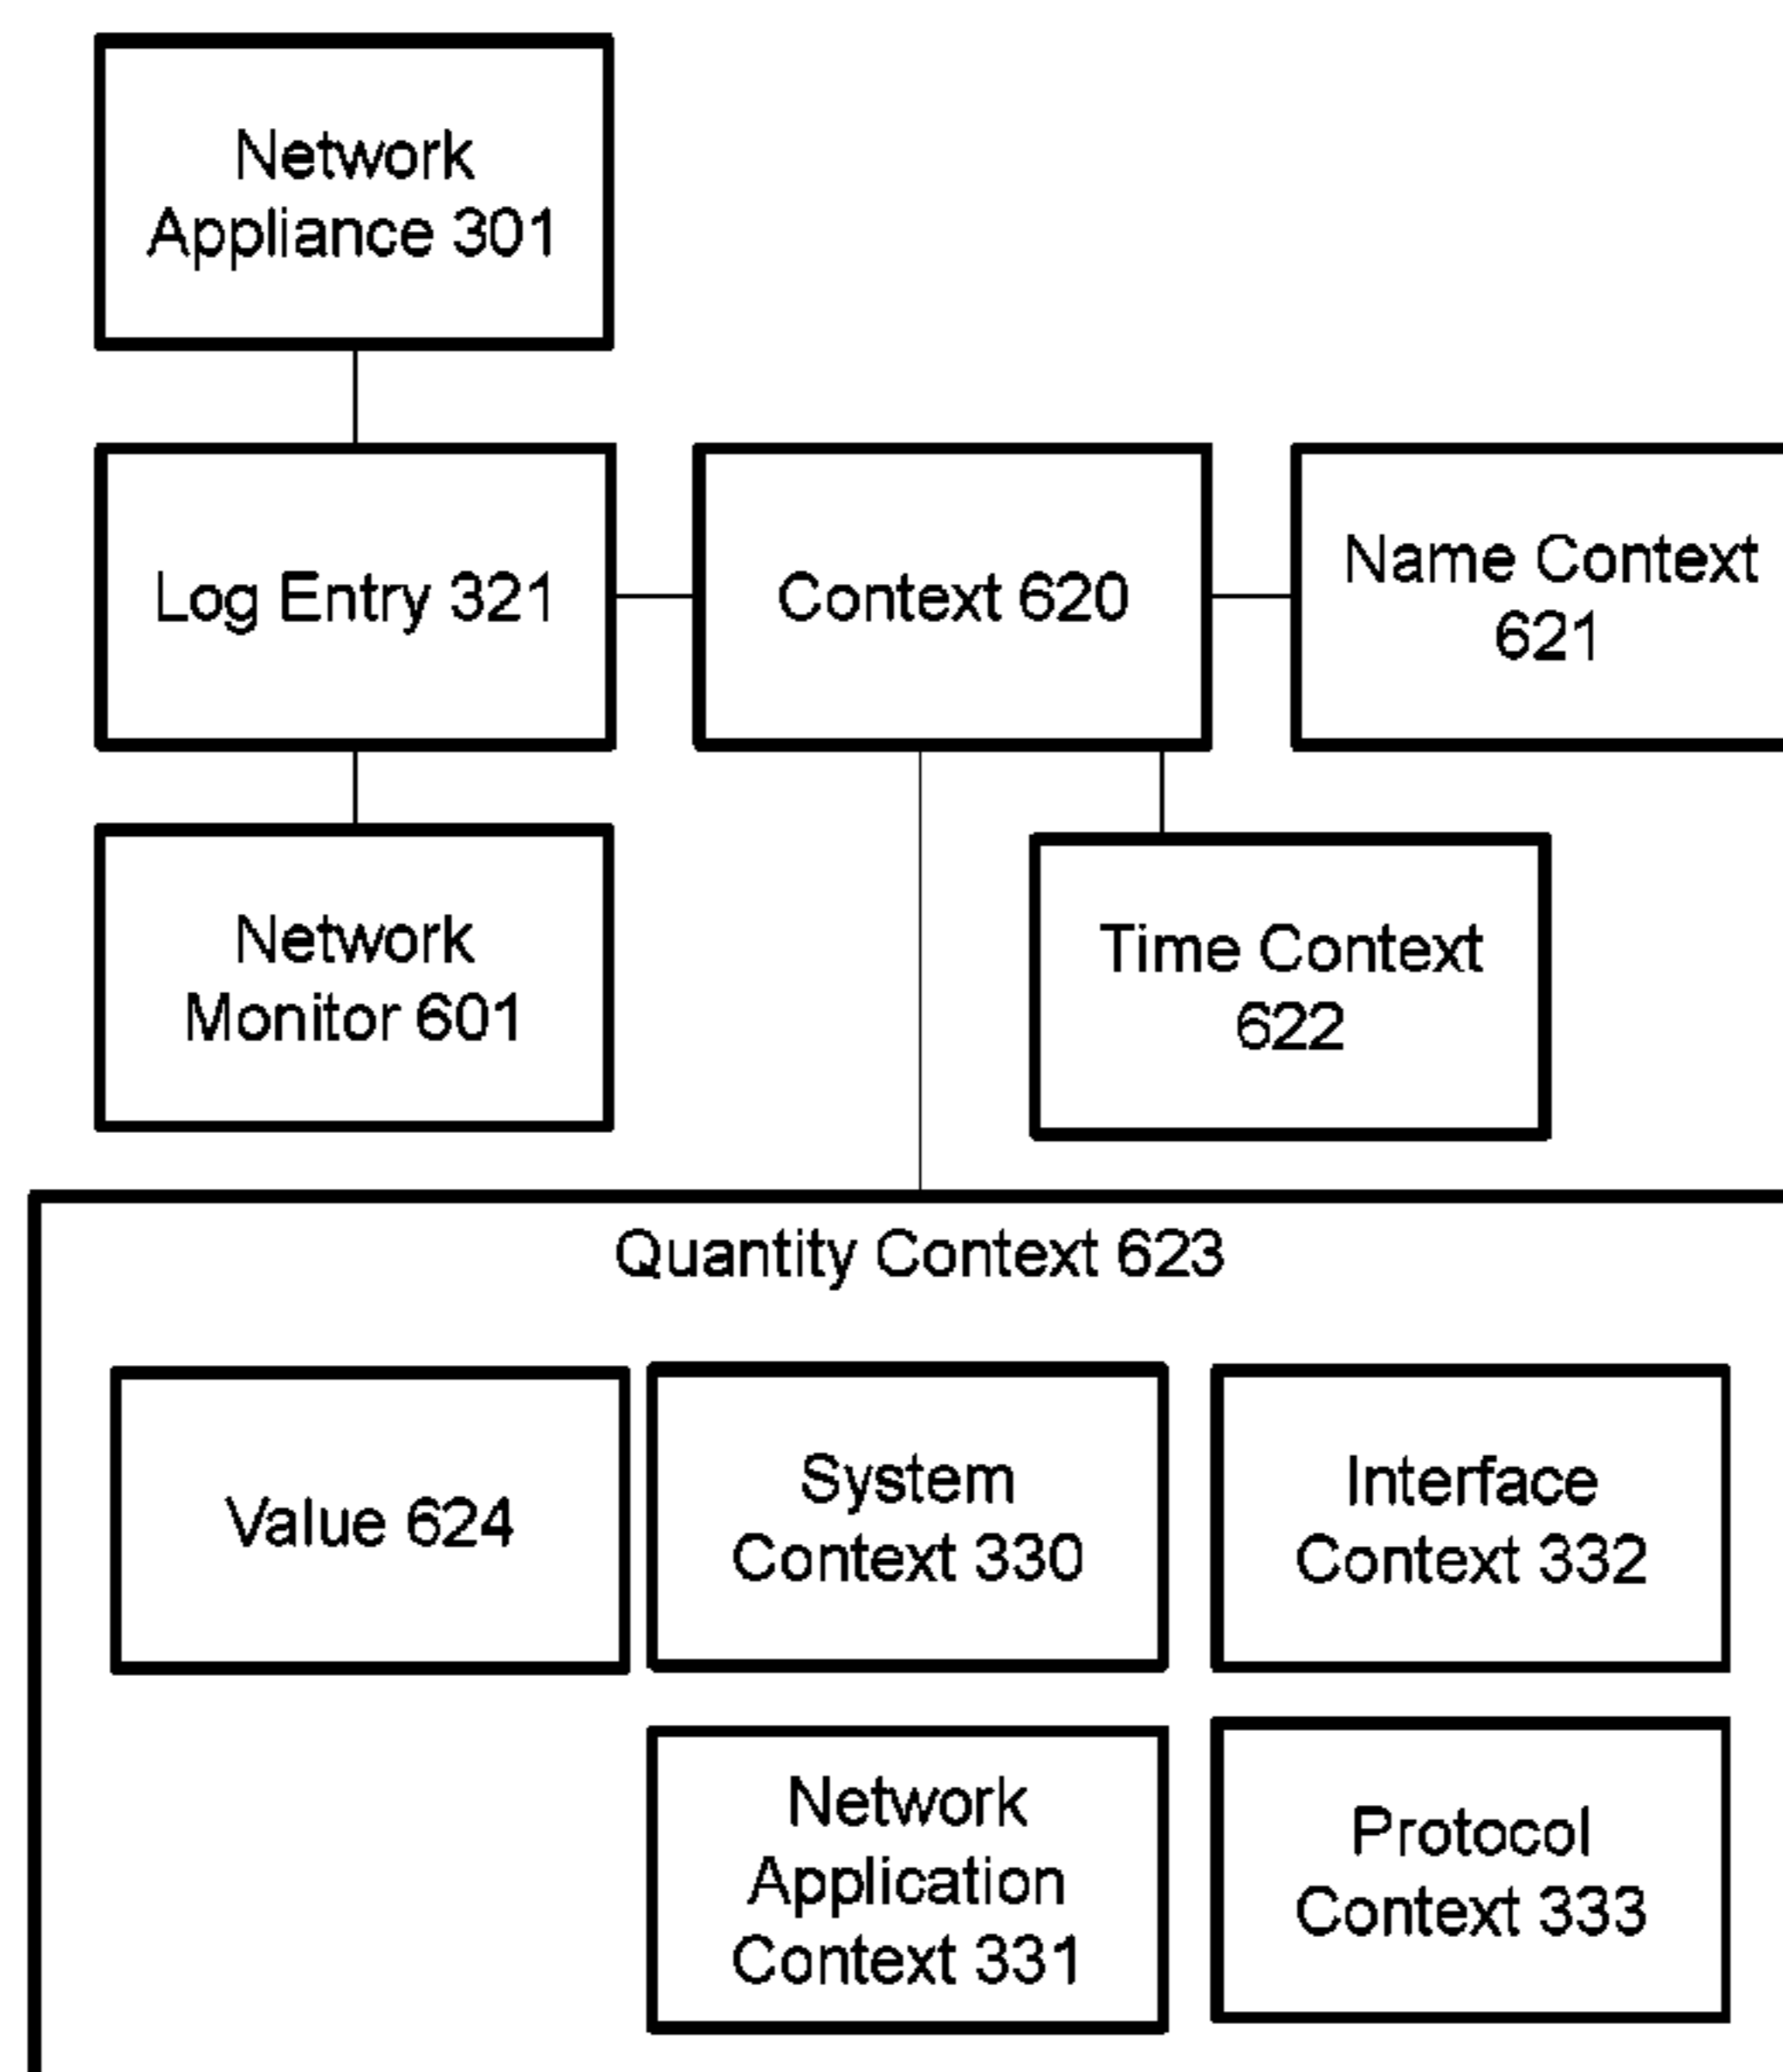 Network
Appliance 301
Log Entry 321
Context 620
Name Context
621
Network
Monitor 601
Time Context
622
Quantity Context 623
Value 624
System
Context 330
Interface
Context 332
Network
Application
Context 331
Protocol
Context 333